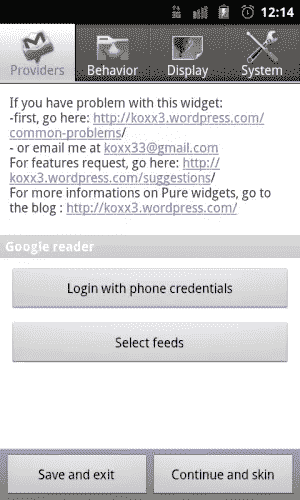 12:14
Providers
Behavior
Display
System
If you have problem with this widget:
-first, go here: http://koxx3.wordpress.com/
common-problems/
- or email me at koxx33@gmail.com
For features request, go here: http://
koxx3.wordpress.com/suggestions/
For more informations on Pure widgets, go to
the blog : http://koxx3.wordpress.com/
Google reader
Login with phone credentials
Select feeds
Save and exit
Continue and skin